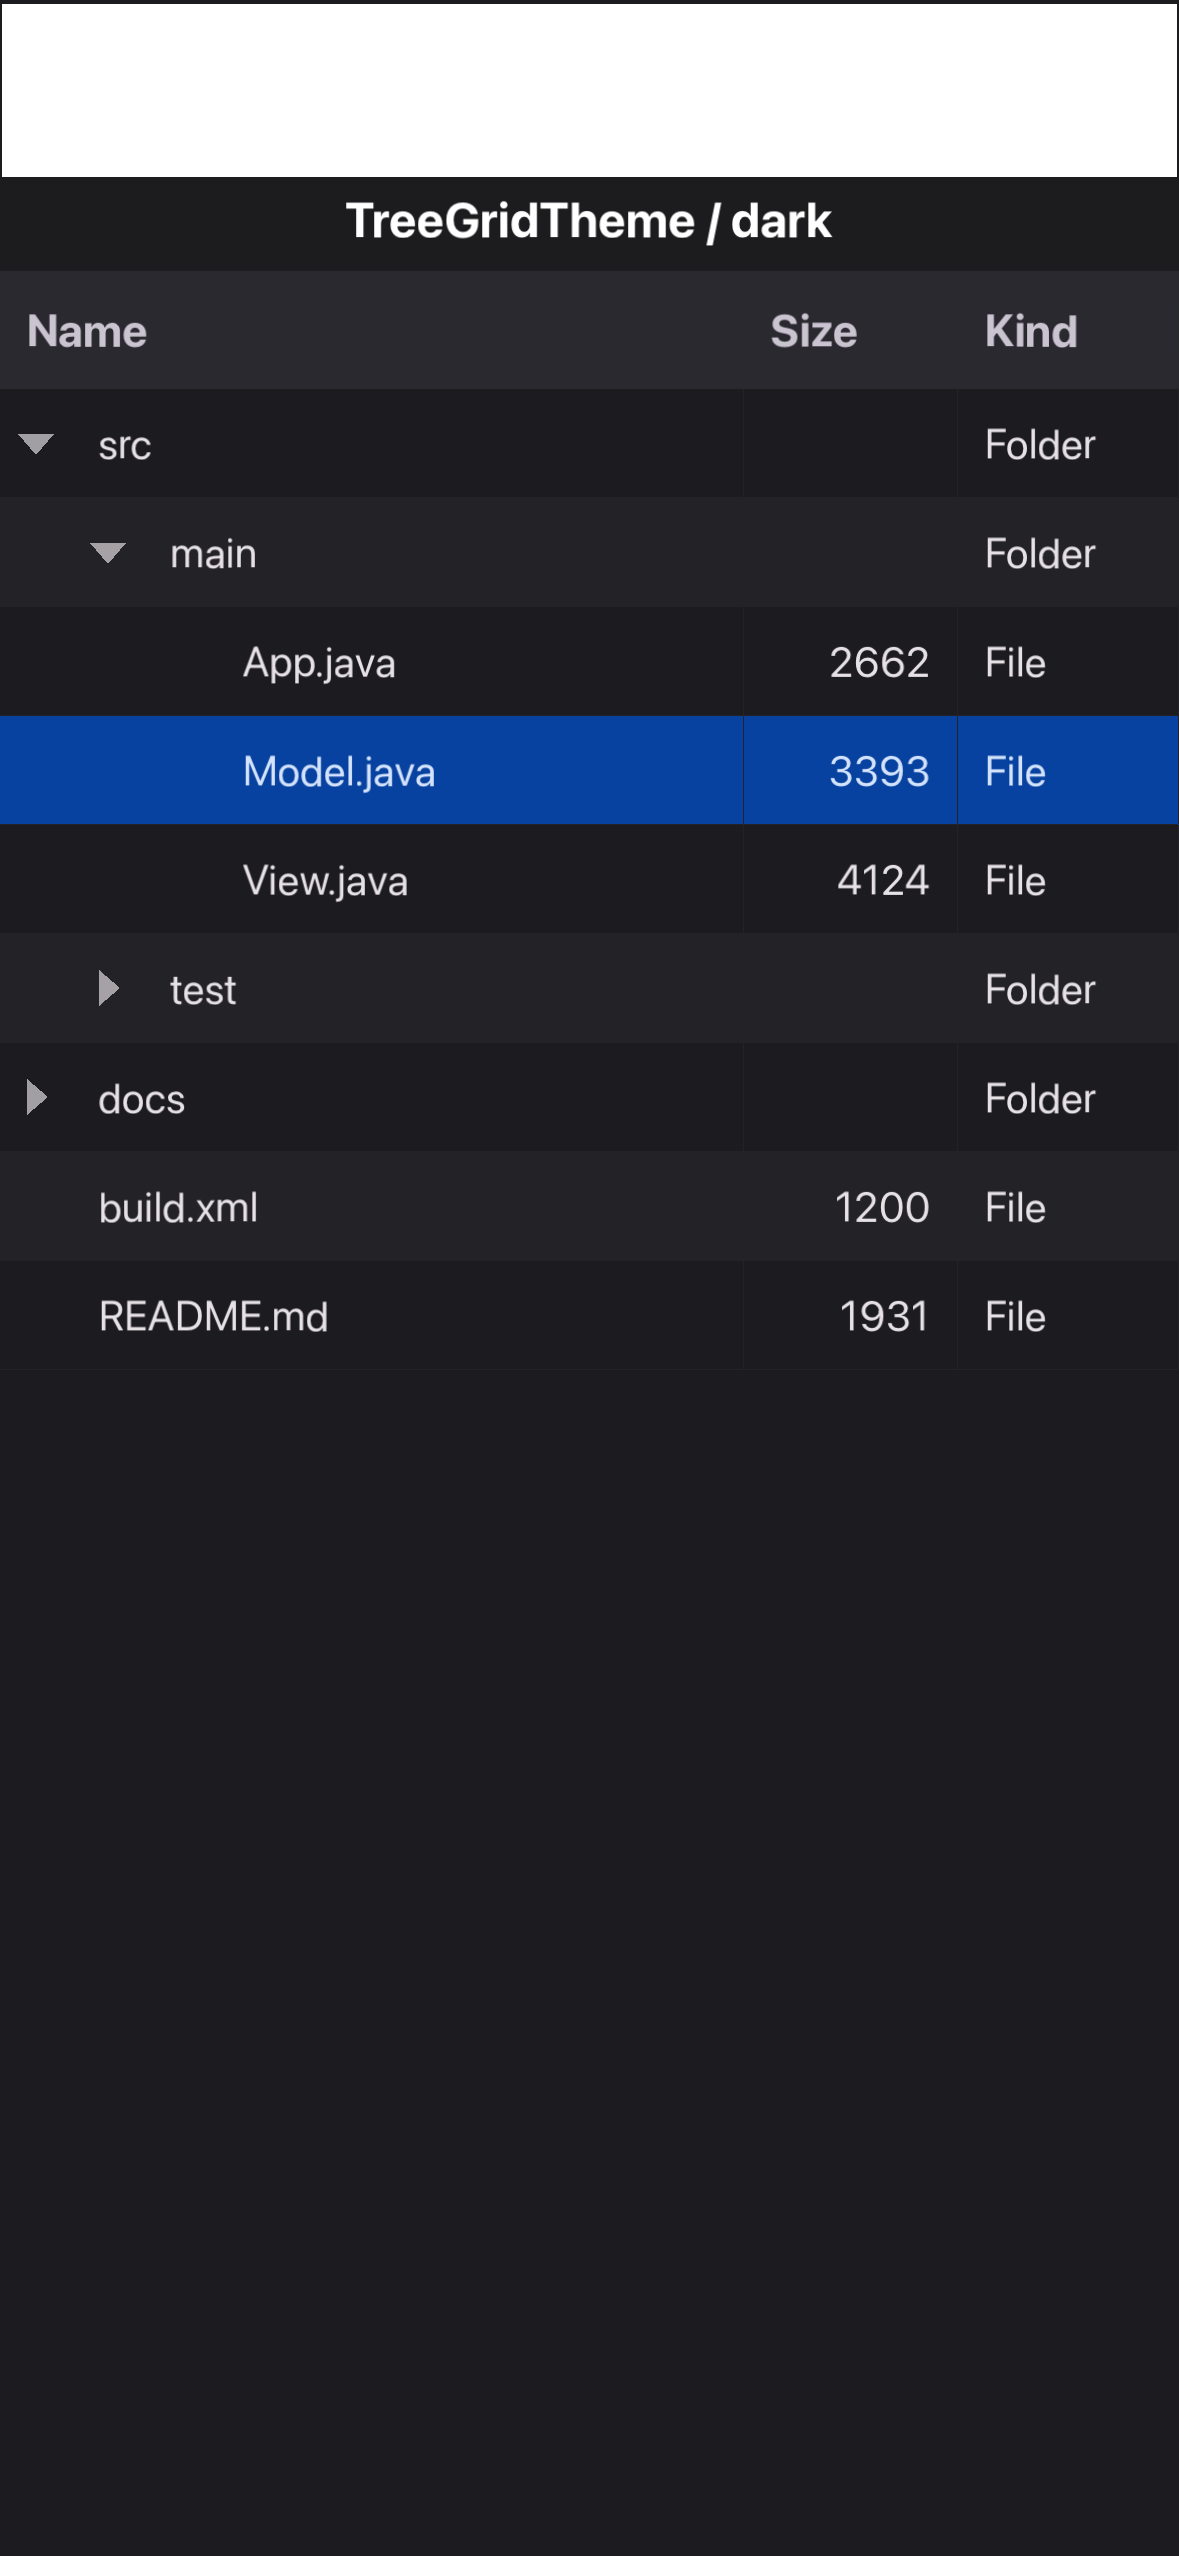 TreeGridTheme / dark
Name Size Kind
src Folder
main Folder
App.java 2662 File
Model.java 3393 File
View.java 4124 File
test Folder
docs Folder
build.xml 1200 File
README.md 1931 File